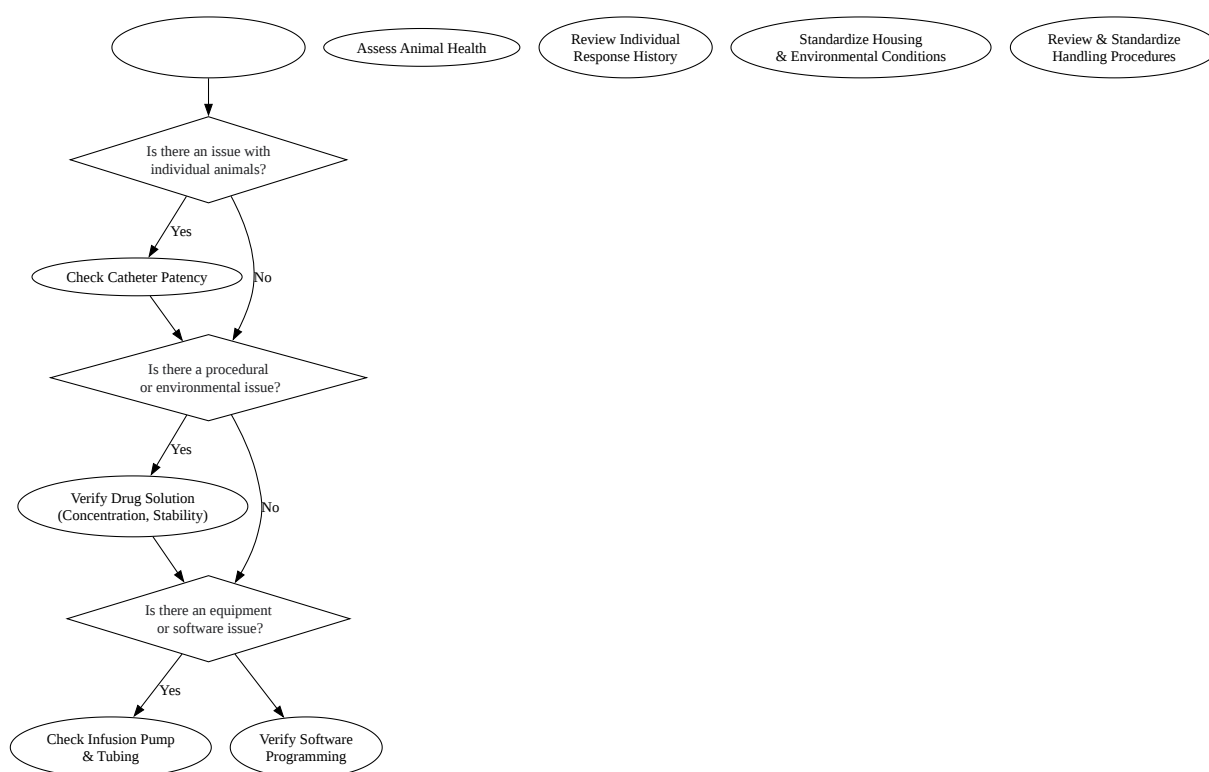 Assess Animal Health
Review Individual
Response History
Standardize Housing
& Environmental Conditions
Review & Standardize
Handling Procedures
Is there an issue with
individual animals?
Yes
No
Check Catheter Patency
Is there a procedural
or environmental issue?
Yes
No
Verify Drug Solution
(Concentration, Stability)
Is there an equipment
or software issue?
Yes
Check Infusion Pump
& Tubing
Verify Software
Programming